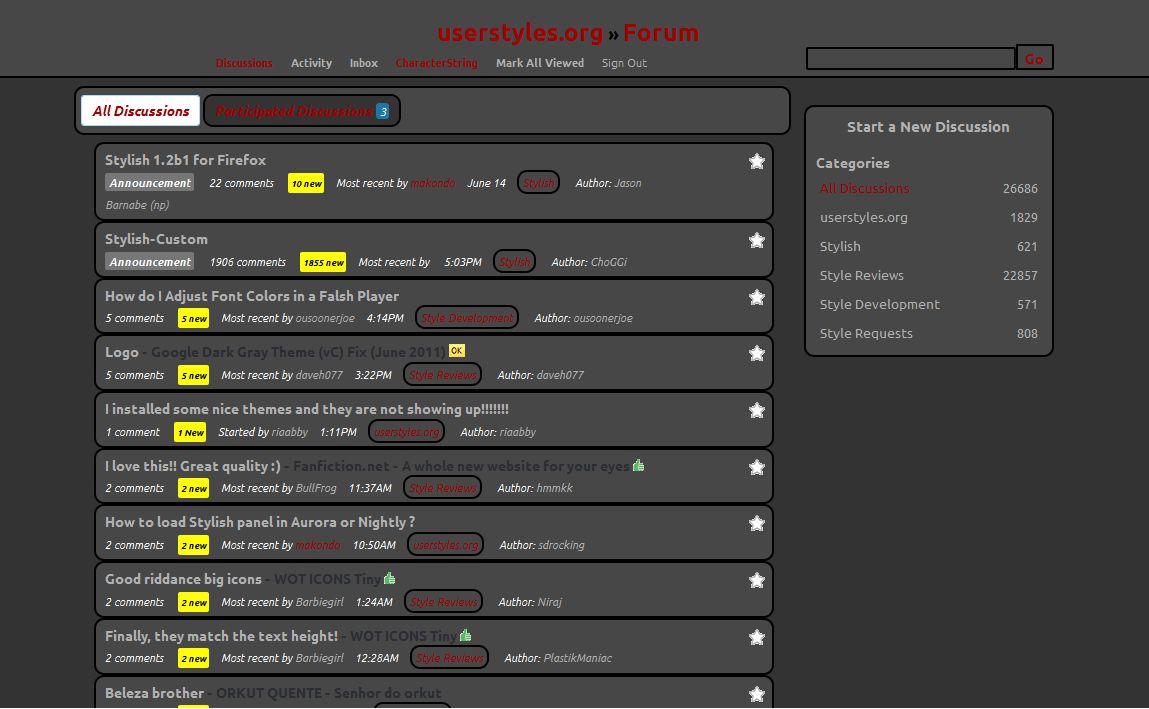 userstyles.org » Forum
Discussions Activity Inbox CharacterString Mark All Viewed Sign Out
Go
All Discussions Participated Discussions 3
Stylish 1.2b1 for Firefox
Announcement 22 comments 10 new Most recent by makondo June 14 Stylish Author: Jason
Barnabe (np)
Stylish-Custom
Announcement 1906 comments 1855 new Most recent by 5:03PM Stylish Author: ChoGGi
How do I Adjust Font Colors in a Falsh Player
5 comments 5 new Most recent by ousoonerjoe 4:14PM Style Development Author: ousoonerjoe
Logo - Google Dark Gray Theme (vC) Fix (June 2011) OK
5 comments 5 new Most recent by daveh077 3:22PM Style Reviews Author: daveh077
I installed some nice themes and they are not showing up!!!!!!!
1 comment 1 New Started by riaabby 1:11PM userstyles.org Author: riaabby
I love this!! Great quality :) - Fanfiction.net - A whole new website for your eyes
2 comments 2 new Most recent by BullFrog 11:37AM Style Reviews Author: hmmkk
How to load Stylish panel in Aurora or Nightly ?
2 comments 2 new Most recent by makondo 10:50AM userstyles.org Author: sdrocking
Good riddance big icons - WOT ICONS Tiny
2 comments 2 new Most recent by Barbiegirl 1:24AM Style Reviews Author: Niraj
Finally, they match the text height! - WOT ICONS Tiny
2 comments 2 new Most recent by Barbiegirl 12:28AM Style Reviews Author: PlastikManiac
Beleza brother - ORKUT QUENTE - Senhor do orkut
Start a New Discussion
Categories
All Discussions 26686
userstyles.org 1829
Stylish 621
Style Reviews 22857
Style Development 571
Style Requests 808